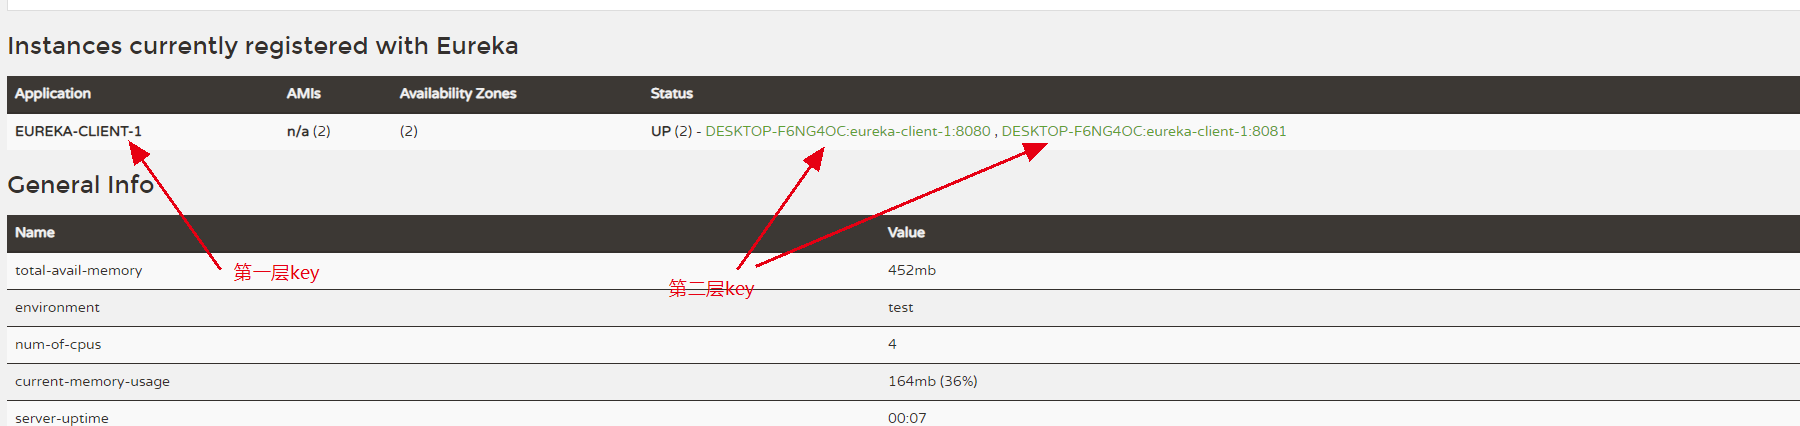 Instances currently registered with Eureka
Application AMIs Availability Zones Status
EUREKA-CLIENT-1 n/a (2) (2) UP (2) - DESKTOP-F6NG4OC:eureka-client-1:8080 , DESKTOP-F6NG4OC:eureka-client-1:8081
General Info
Name Value
total-avail-memory 452mb
第一层key
第二层key
environment test
num-of-cpus 4
current-memory-usage 164mb (36%)
server-uptime 00:07